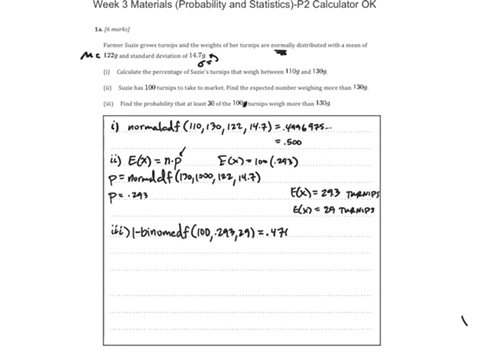 Week 3 Materials (Probability and Statistics)-P2 Calculator OK
1a. [6 marks]
Farmer Suzie grows turnips and the weights of her turnips are normally distributed with a mean of
122g and standard deviation of 14.7g.
σ=
(i) Calculate the percentage of Suzie's turnips that weigh between 110g and 130g.
(ii) Suzie has 100 turnips to take to market. Find the expected number weighing more than 130g.
(iii) Find the probability that at least 30 of the 100 turnips weigh more than 130g.
i) normalcdf(110,130,122,14.7)=.4996975...
=.500
ii) E(X)=n.p E(X)=100(.293)
p=normalcdf(130,1000,122,14.7)
p=.293
E(X)=29.3 TURNIPS
E(X)=29 TURNIPS
iii) 1-binomcdf(100,.293,29)=.478